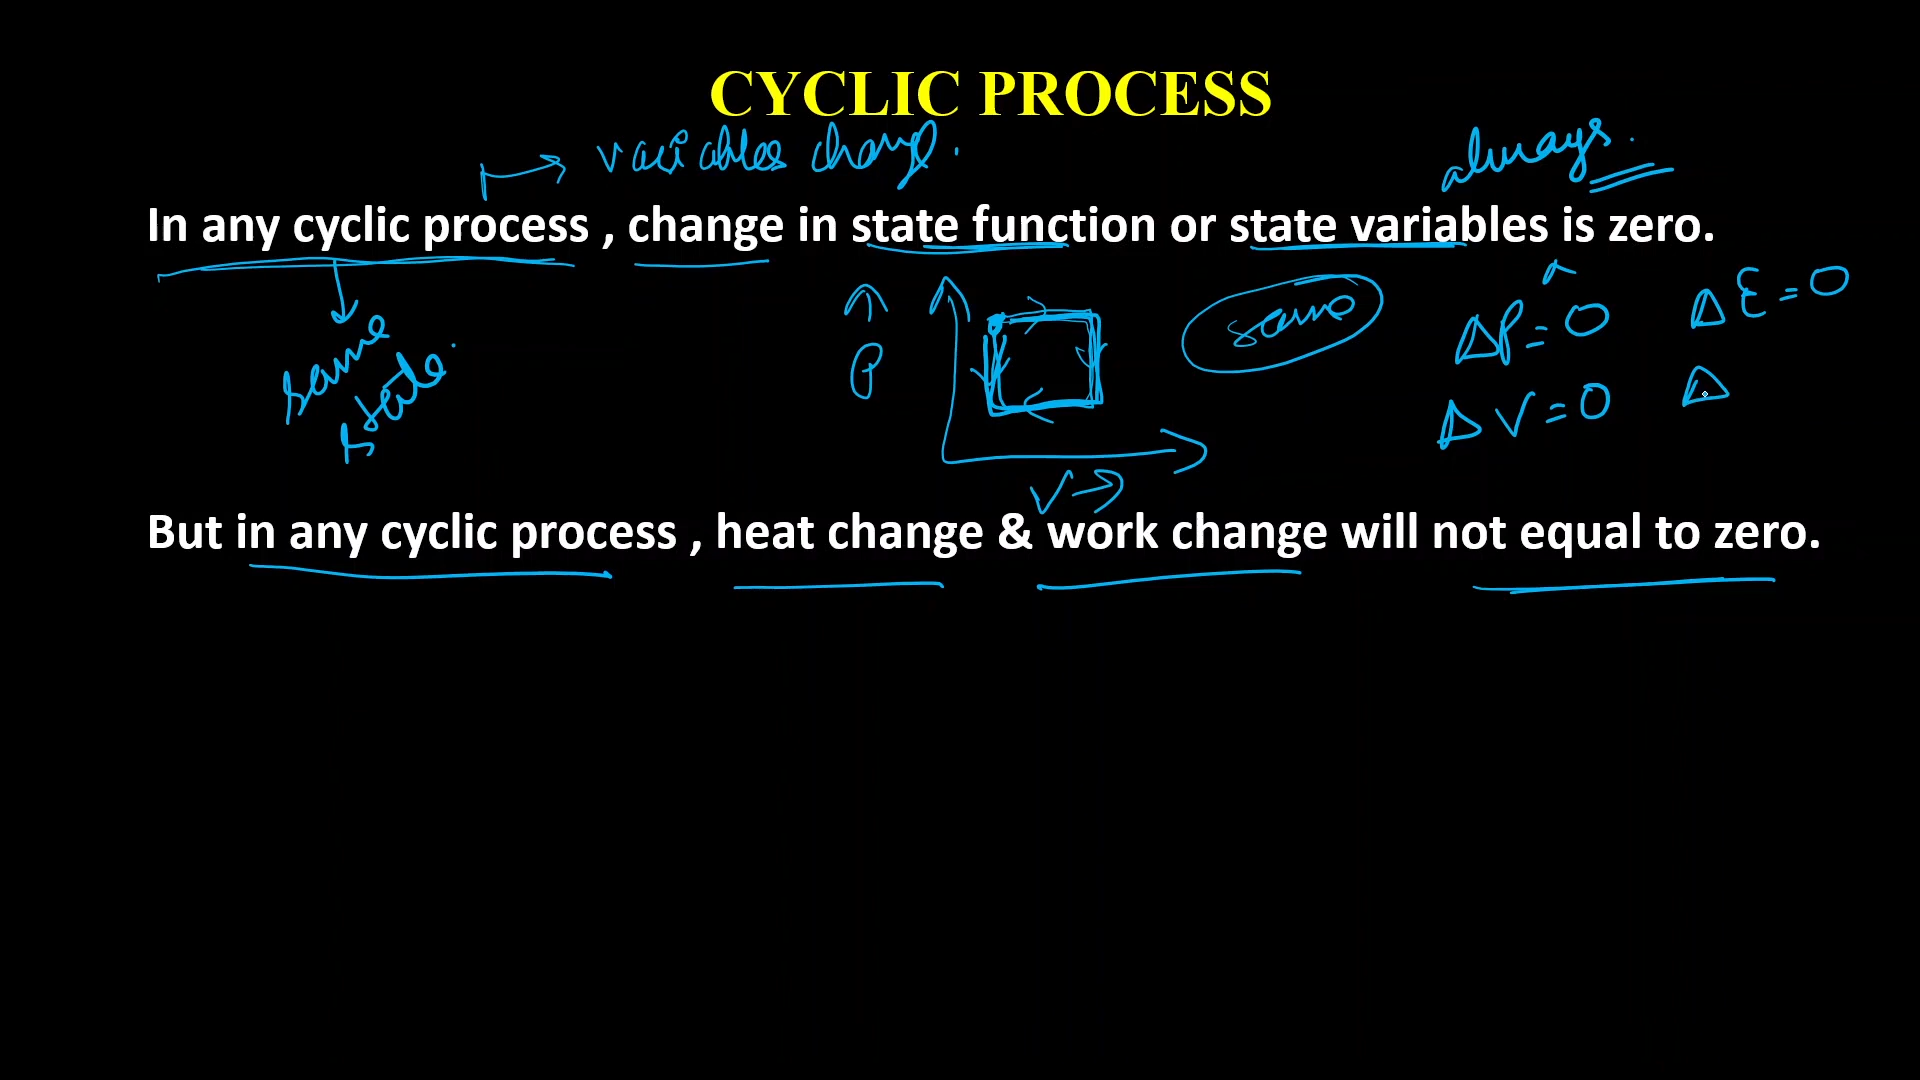 CYCLIC PROCESS
variables change.
always.
In any cyclic process , change in state function or state variables is zero.
same
state.
P
V →
same
ΔP = 0
ΔE = 0
ΔV = 0
Δ
But in any cyclic process , heat change & work change will not equal to zero.